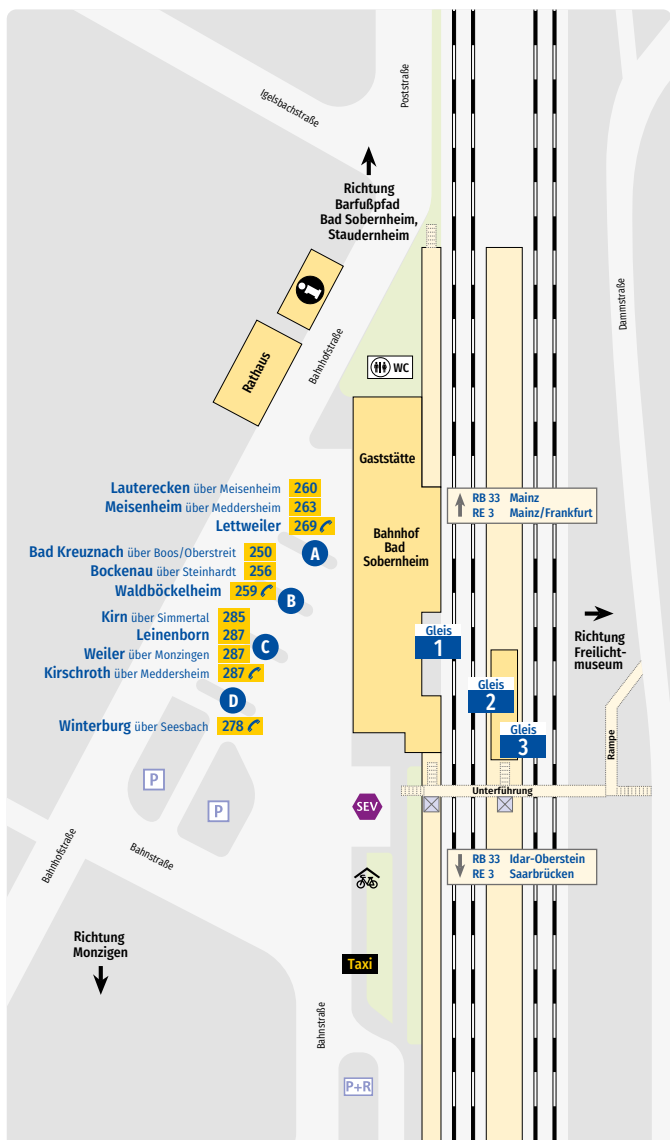 Igelsbachstraße
Poststraße
Richtung
Barfußpfad
Bad Sobernheim,
Staudernheim
Dammstraße
i
Rathaus
Bahnhofstraße
WC
Gaststätte
Bahnhof
Bad
Sobernheim
Lauterecken über Meisenheim 260
Meisenheim über Meddersheim 263
Lettweiler 269
A
Bad Kreuznach über Boos/Oberstreit 250
Bockenau über Steinhardt 256
Waldböckelheim 259
B
Kirn über Simmertal 285
Leinenborn 287
Weiler über Monzingen 287
Kirschroth über Meddersheim 287
C
D
Winterburg über Seesbach 278
RB 33 Mainz
RE 3 Mainz/Frankfurt
Gleis
1
Gleis
2
Gleis
3
Richtung
Freilicht-
museum
Rampe
Unterführung
P
P
SEV
RB 33 Idar-Oberstein
RE 3 Saarbrücken
Bahnhofstraße
Bahnstraße
Richtung
Monzigen
Taxi
Bahnstraße
P+R